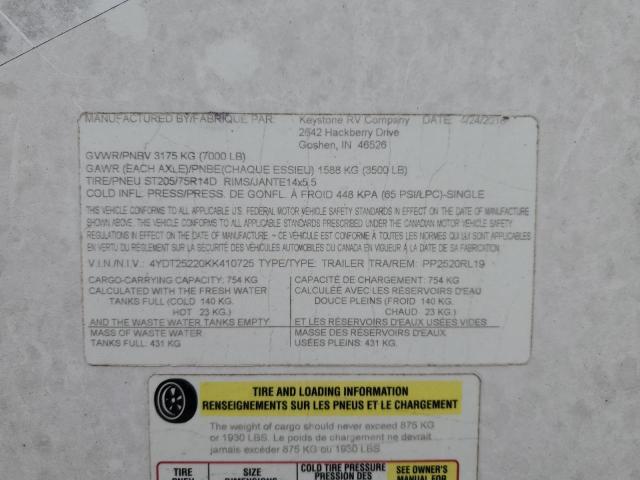 MANUFACTURED BY/FABRIQUE PAR: Keystone RV Company DATE: 4/24/2018
2642 Hackberry Drive
Goshen, IN 46526
GVWR/PNBV 3175 KG (7000 LB)
GAWR (EACH AXLE)/PNBE(CHAQUE ESSIEU) 1588 KG (3500 LB)
TIRE/PNEU ST205/75R14D RIMS/JANTE14x5.5
COLD INFL. PRESS/PRESS. DE GONFL. À FROID 448 KPA (65 PSI/LPC)-SINGLE
THIS VEHICLE CONFORMS TO ALL APPLICABLE U.S. FEDERAL MOTOR VEHICLE SAFETY STANDARDS IN EFFECT ON THE DATE OF MANUFACTURE
SHOWN ABOVE. THIS VEHICLE CONFORMS TO ALL APPLICABLE STANDARDS PRESCRIBED UNDER THE CANADIAN MOTOR VEHICLE SAFETY
REGULATIONS IN EFFECT ON THE DATE OF MANUFACTURE / CE VÉHICULE EST CONFORME À TOUTES LES NORMES QUI LUI SONT APPLICABLES
EN VERTU DU RÈGLEMENT SUR LA SÉCURITÉ DES VÉHICULES AUTOMOBILES DU CANADA EN VIGUEUR À LA DATE DE SA FABRICATION.
V.I.N./N.I.V.: 4YDT25220KK410725 TYPE/TYPE: TRAILER TRA/REM: PP2520RL19
CARGO-CARRYING CAPACITY: 754 KG
CALCULATED WITH THE FRESH WATER
TANKS FULL (COLD 140 KG.
HOT 23 KG.)
AND THE WASTE WATER TANKS EMPTY
MASS OF WASTE WATER
TANKS FULL: 431 KG
CAPACITÉ DE CHARGEMENT: 754 KG
CALCULÉE AVEC LES RÉSERVOIRS D'EAU
DOUCE PLEINS (FROID 140 KG.
CHAUD 23 KG.)
ET LES RÉSERVOIRS D'EAUX USÉES VIDES
MASSE DES RÉSERVOIRS D'EAUX
USÉES PLEINS: 431 KG.
TIRE AND LOADING INFORMATION
RENSEIGNEMENTS SUR LES PNEUS ET LE CHARGEMENT
The weight of cargo should never exceed 875 KG
or 1930 LBS. Le poids de chargement ne devrait
jamais excéder 875 KG ou 1930 LBS.
TIRE
PNEU
SIZE
DIMENSIONS
COLD TIRE PRESSURE
PRESSION DES
SEE OWNER'S
MANUAL FOR